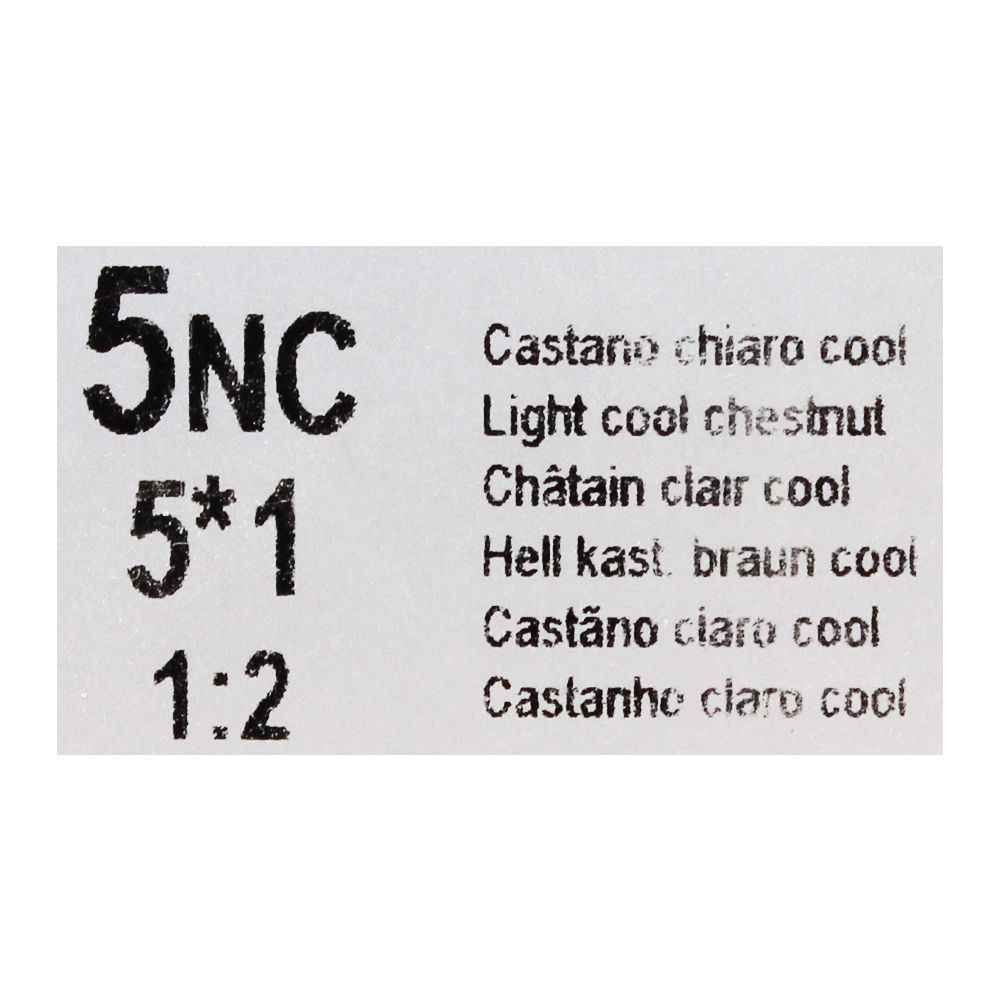 5NC
5*1
1:2
Castano chiaro cool
Light cool chestnut
Châtain clair cool
Hell kast. braun cool
Castãno claro cool
Castanho claro cool